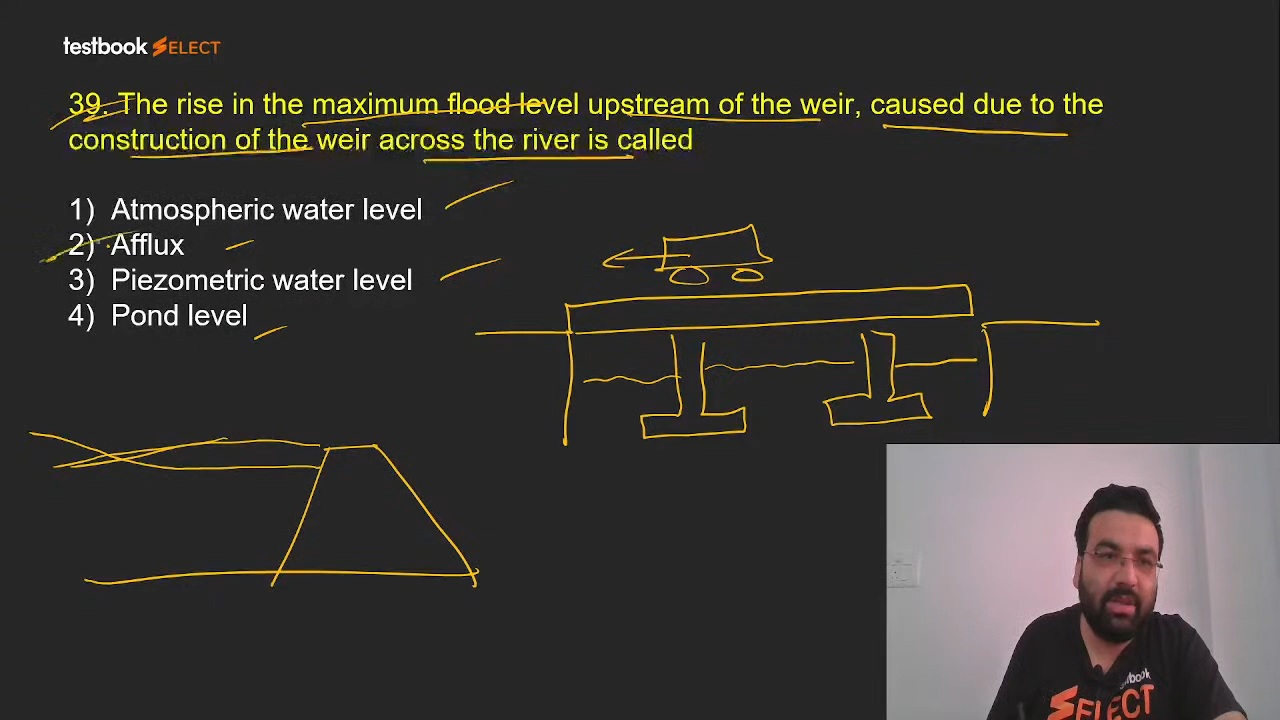 testbook SELECT
39. The rise in the maximum flood level upstream of the weir, caused due to the
construction of the weir across the river is called
1) Atmospheric water level
2) Afflux
3) Piezometric water level
4) Pond level
testbook
SELECT